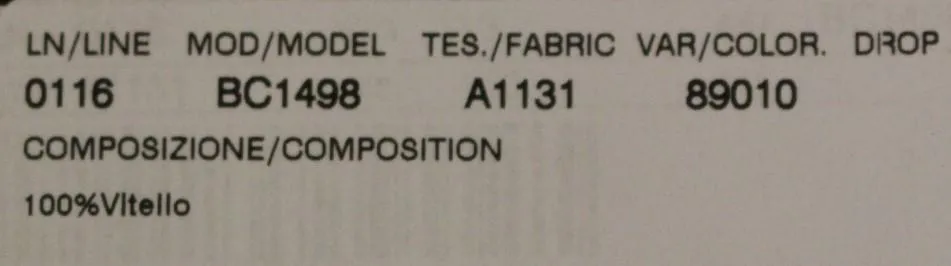 LN/LINE MOD/MODEL TES./FABRIC VAR/COLOR. DROP
0116 BC1498 A1131 89010
COMPOSIZIONE/COMPOSITION
100%Vitello